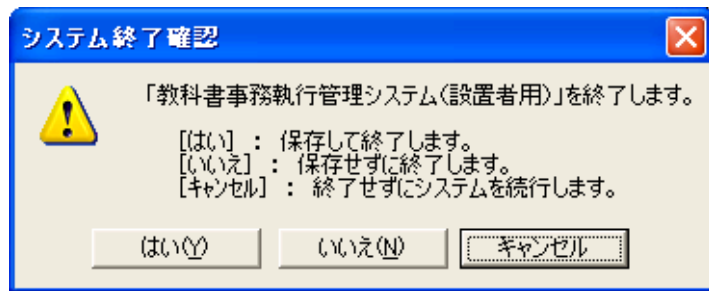 システム終了確認
「教科書事務執行管理システム(設置者用)」を終了します。
[はい] : 保存して終了します。
[いいえ] : 保存せずに終了します。
[キャンセル] : 終了せずにシステムを続行します。
はい(Y)
いいえ(N)
キャンセル